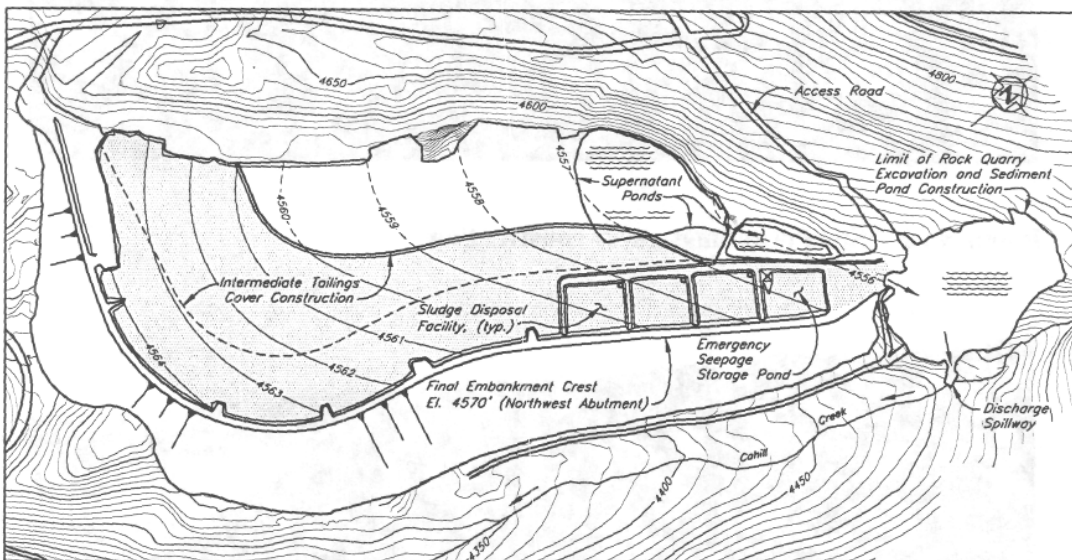 4650
4600
4800
Access Road
Limit of Rock Quarry
Excavation and Sediment
Pond Construction
4557
Supernatant
Ponds
4558
4560
4559
4556
Intermediate Tailings
Cover Construction
Sludge Disposal
Facility, (typ.)
4561
4562
4563
4564
Emergency
Seepage
Storage Pond
Final Embankment Crest
El. 4570' (Northwest Abutment)
Discharge
Spillway
Cahill
Creek
4400
4450
4350